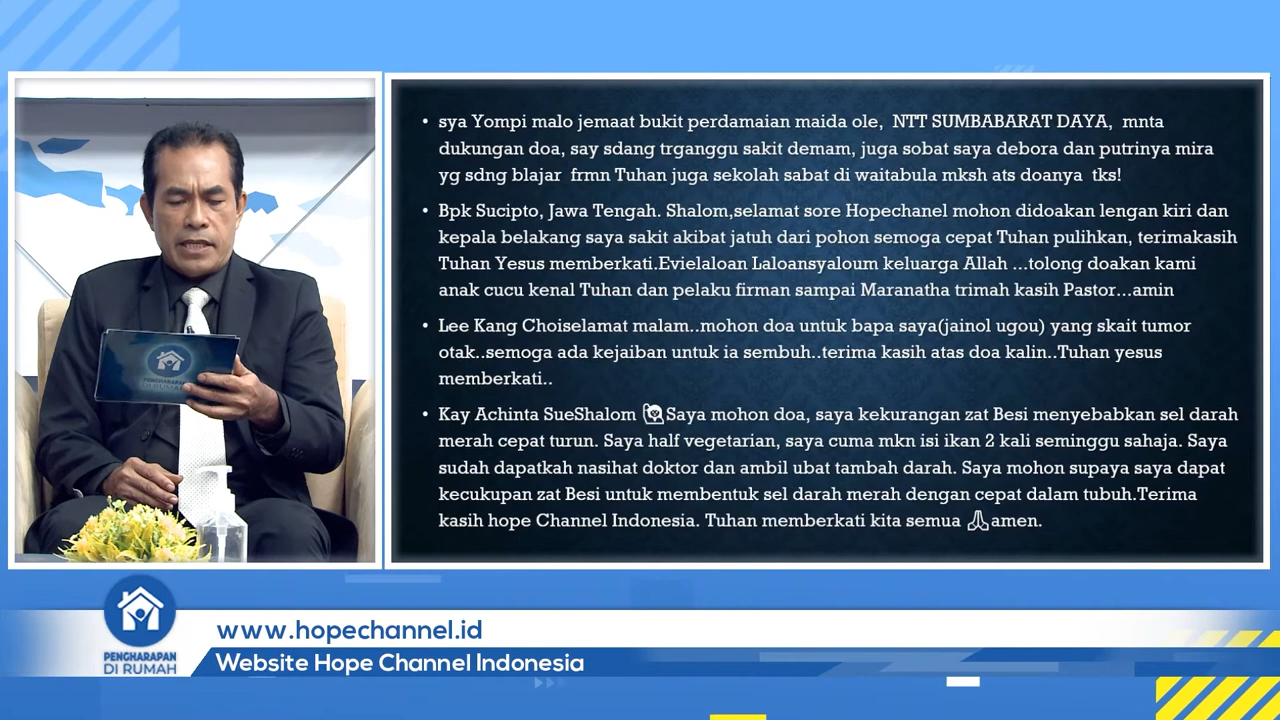 • sya Yompi malo jemaat bukit perdamaian maida ole, NTT SUMBABARAT DAYA, mnta
dukungan doa, say sdang trganggu sakit demam, juga sobat saya debora dan putrinya mira
yg sdng blajar frmn Tuhan juga sekolah sabat di waitabula mksh ats doanya tks!
• Bpk Sucipto, Jawa Tengah. Shalom,selamat sore Hopechanel mohon didoakan lengan kiri dan
kepala belakang saya sakit akibat jatuh dari pohon semoga cepat Tuhan pulihkan, terimakasih
Tuhan Yesus memberkati.Evielaloan Laloansyaloum keluarga Allah ...tolong doakan kami
anak cucu kenal Tuhan dan pelaku firman sampai Maranatha trimah kasih Pastor...amin
• Lee Kang Choiselamat malam..mohon doa untuk bapa saya(jainol ugou) yang skait tumor
otak..semoga ada kejaiban untuk ia sembuh..terima kasih atas doa kalin..Tuhan yesus
memberkati..
• Kay Achinta SueShalom 🙋Saya mohon doa, saya kekurangan zat Besi menyebabkan sel darah
merah cepat turun. Saya half vegetarian, saya cuma mkn isi ikan 2 kali seminggu sahaja. Saya
sudah dapatkah nasihat doktor dan ambil ubat tambah darah. Saya mohon supaya saya dapat
kecukupan zat Besi untuk membentuk sel darah merah dengan cepat dalam tubuh.Terima
kasih hope Channel Indonesia. Tuhan memberkati kita semua 🙏amen.
PENGHARAPAN
DI RUMAH
www.hopechannel.id
Website Hope Channel Indonesia
PENGHARAPAN
DI RUMAH